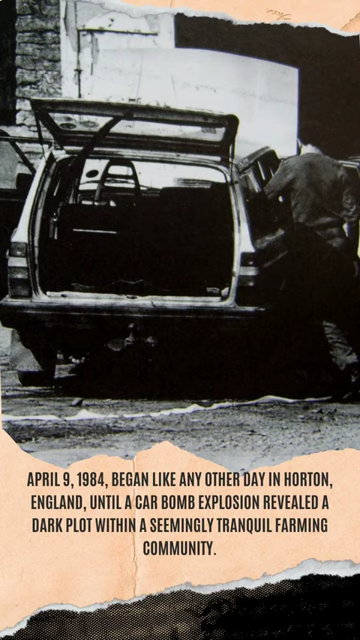 APRIL 9, 1984, BEGAN LIKE ANY OTHER DAY IN HORTON,
ENGLAND, UNTIL A CAR BOMB EXPLOSION REVEALED A
DARK PLOT WITHIN A SEEMINGLY TRANQUIL FARMING
COMMUNITY.